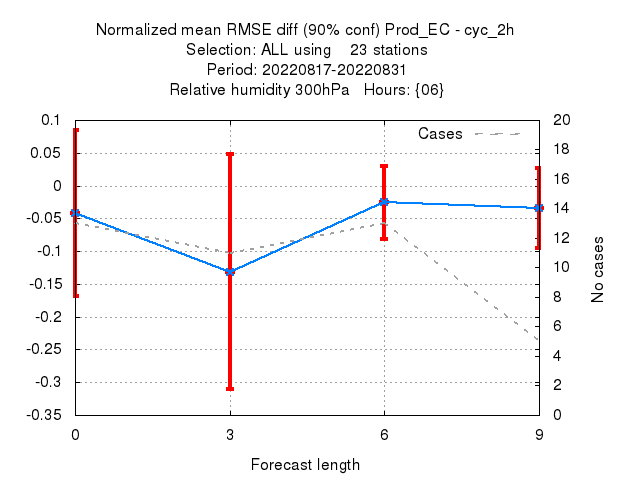 Normalized mean RMSE diff (90% conf) Prod_EC - cyc_2h
Selection: ALL using    23 stations
Period: 20220817-20220831
Relative humidity 300hPa   Hours: {06}
Cases
0.1
0.05
0
-0.05
-0.1
-0.15
-0.2
-0.25
-0.3
-0.35
20
18
16
14
12
10
8
6
4
2
0
No cases
0 3 6 9
Forecast length